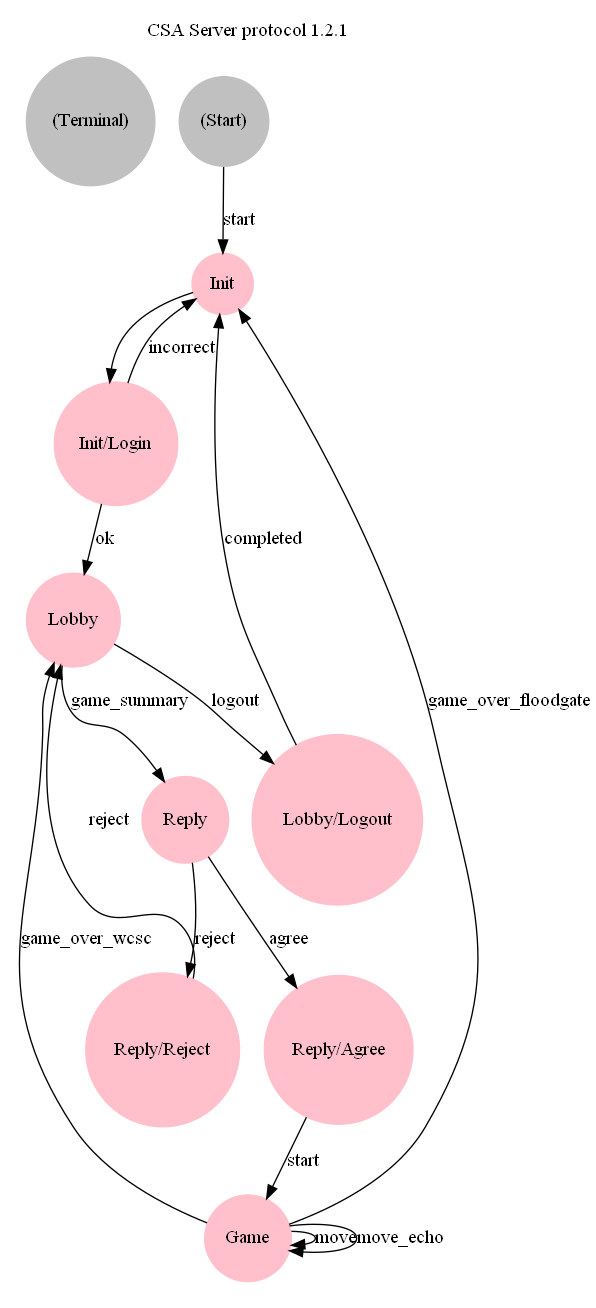 CSA Server protocol 1.2.1
(Terminal)
(Start)
start
Init
incorrect
Init/Login
ok
completed
Lobby
game_summary
logout
game_over_floodgate
reject
Reply
Lobby/Logout
game_over_wcsc
reject
agree
Reply/Reject
Reply/Agree
start
Game
move
move_echo